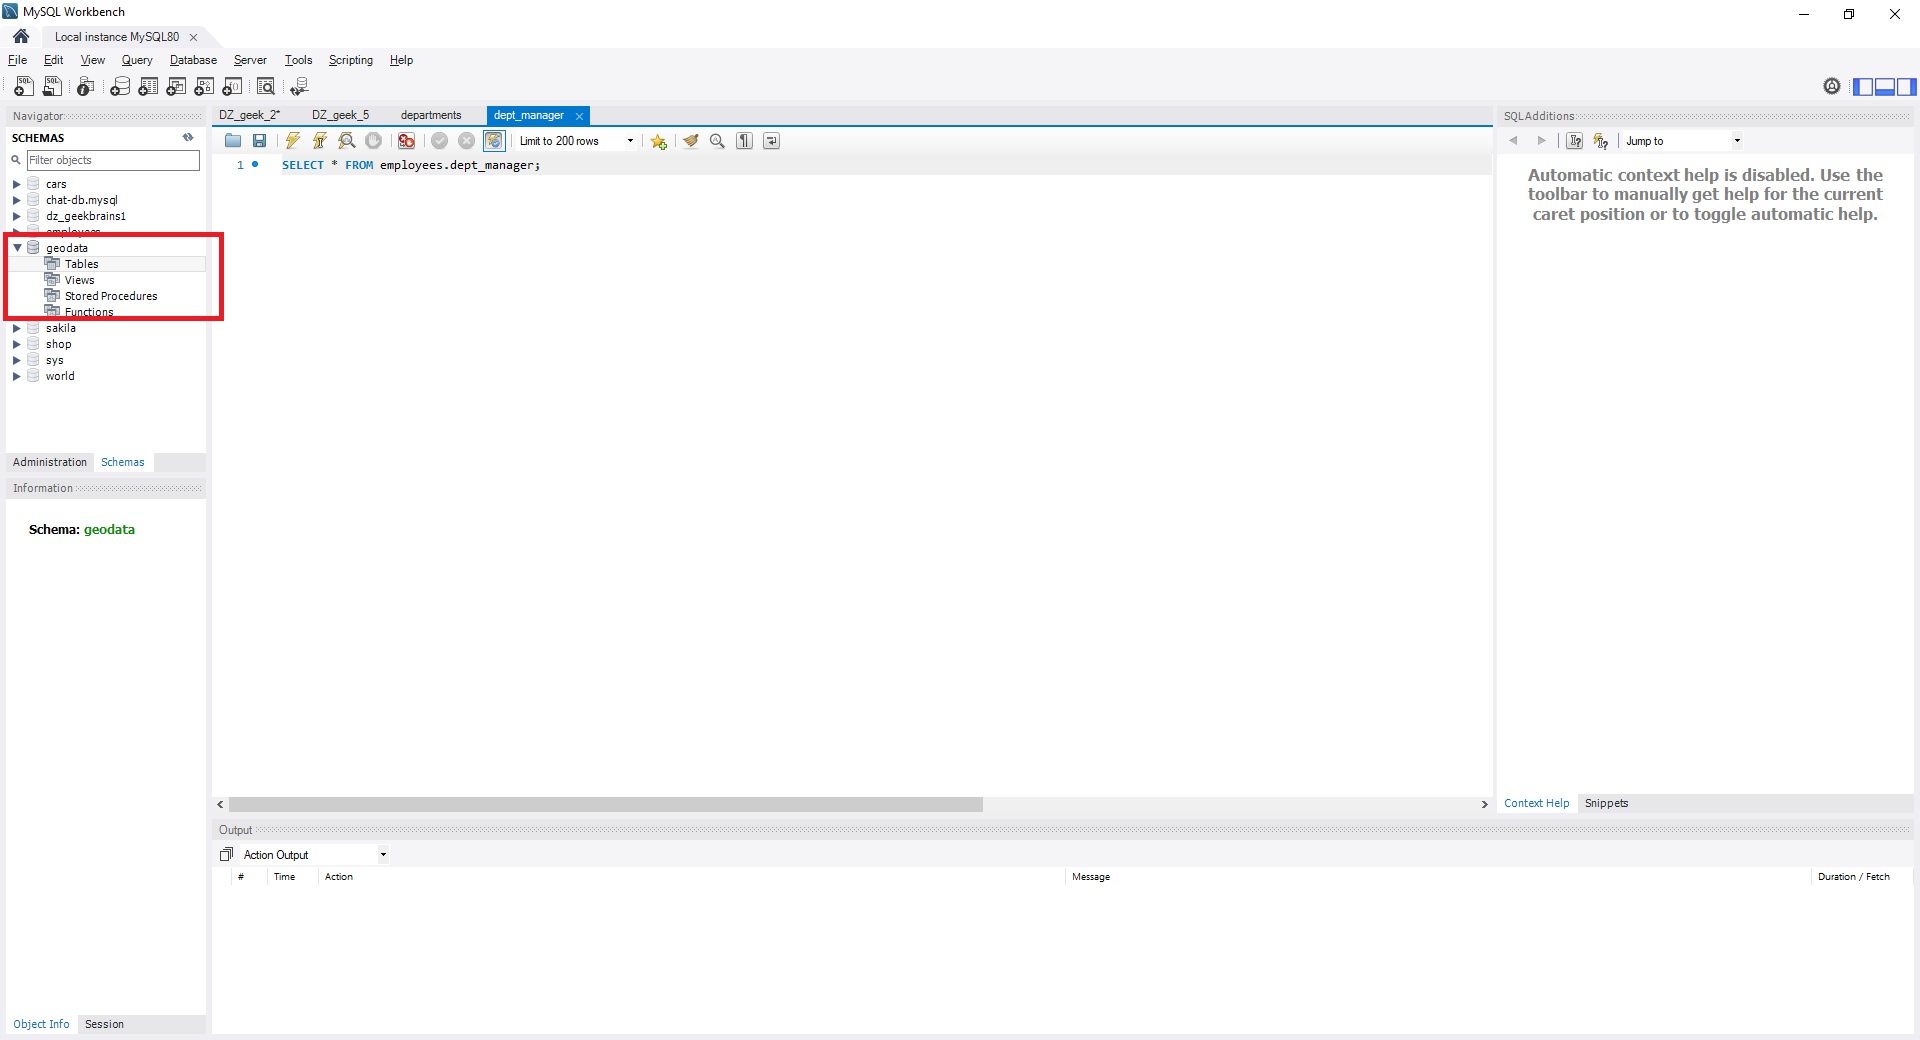 MySQL Workbench
Local instance MySQL80
File Edit View Query Database Server Tools Scripting Help
Navigator
SCHEMAS
Filter objects
cars
chat-db.mysql
dz_geekbrains1
employees
geodata
Tables
Views
Stored Procedures
Functions
sakila
shop
sys
world
Administration Schemas
Information
Schema: geodata
Object Info Session
DZ_geek_2* DZ_geek_5 departments dept_manager
Limit to 200 rows
1 SELECT * FROM employees.dept_manager;
Output
Action Output
# Time Action Message Duration / Fetch
SQLAdditions
Jump to
Automatic context help is disabled. Use the
toolbar to manually get help for the current
caret position or to toggle automatic help.
Context Help Snippets